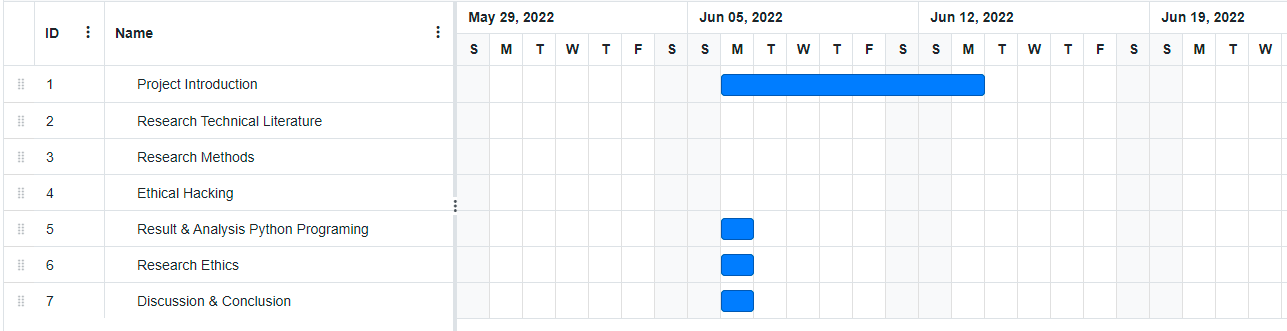 ID Name May 29, 2022 Jun 05, 2022 Jun 12, 2022 Jun 19, 2022
S M T W T F S S M T W T F S S M T W T F S S M T W
1 Project Introduction
2 Research Technical Literature
3 Research Methods
4 Ethical Hacking
5 Result & Analysis Python Programing
6 Research Ethics
7 Discussion & Conclusion